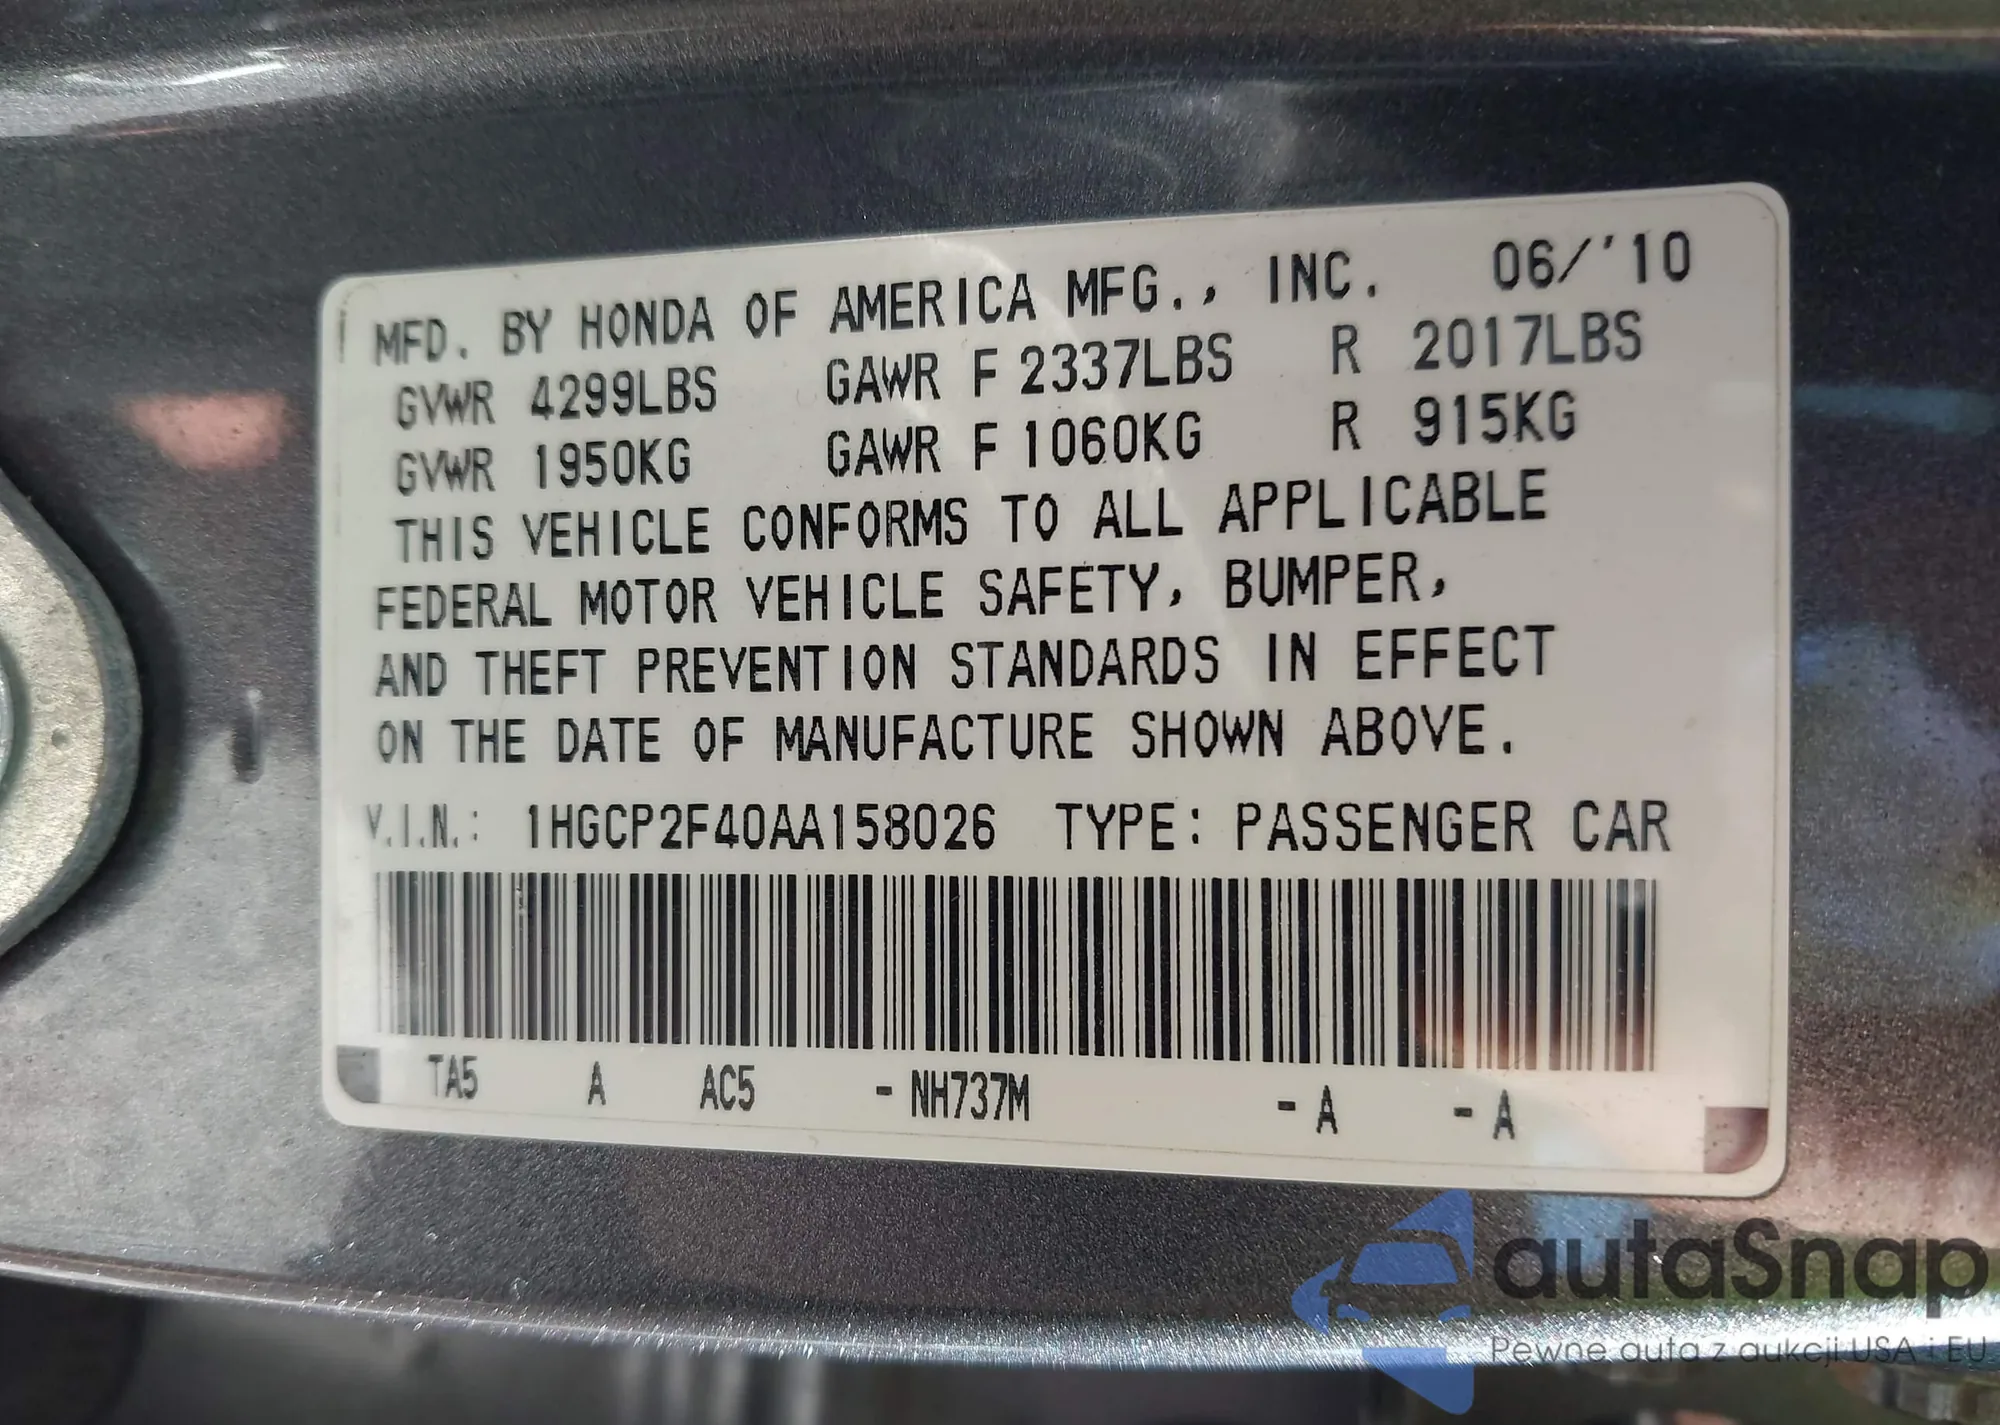 MFD. BY HONDA OF AMERICA MFG., INC. 06/'10
GVWR 4299LBS GAWR F 2337LBS R 2017LBS
GVWR 1950KG GAWR F 1060KG R 915KG
THIS VEHICLE CONFORMS TO ALL APPLICABLE
FEDERAL MOTOR VEHICLE SAFETY, BUMPER,
AND THEFT PREVENTION STANDARDS IN EFFECT
ON THE DATE OF MANUFACTURE SHOWN ABOVE.
V.I.N.: 1HGCP2F40AA158026 TYPE: PASSENGER CAR
TA5 A AC5 - NH737M - A - A
autaSnap
Pewne auta z aukcji USA i EU